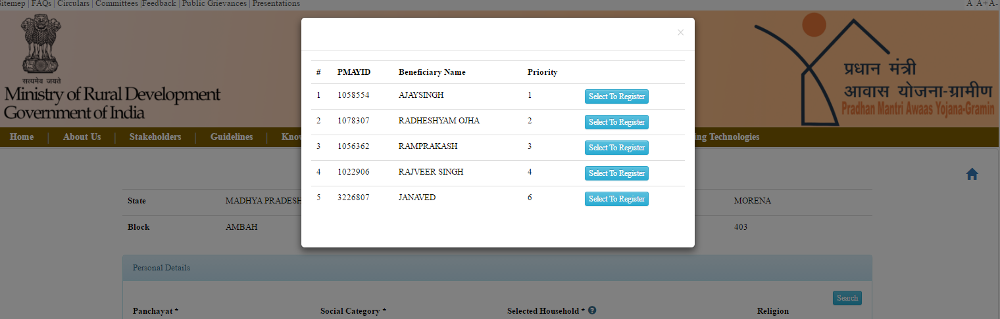 Sitemep | FAQs | Circulars | Committees |Feedback | Public Grievances | Presentations
A A+ A-
सत्यमेव जयते
Ministry of Rural Development
Government of India
प्रधान मंत्री
आवास योजना-ग्रामीण
Pradhan Mantri Awaas Yojana-Gramin
Home | About Us | Stakeholders | Guidelines |
ing Technologies
×
# PMAYID Beneficiary Name Priority
1 1058554 AJAYSINGH 1 Select To Register
2 1078307 RADHESHYAM OJHA 2 Select To Register
3 1056362 RAMPRAKASH 3 Select To Register
4 1022906 RAJVEER SINGH 4 Select To Register
5 3226807 JANAVED 6 Select To Register
State MADHYA PRADESH MORENA
Block AMBAH 403
Personal Details
Search
Panchayat * Social Category * Selected Household * ? Religion